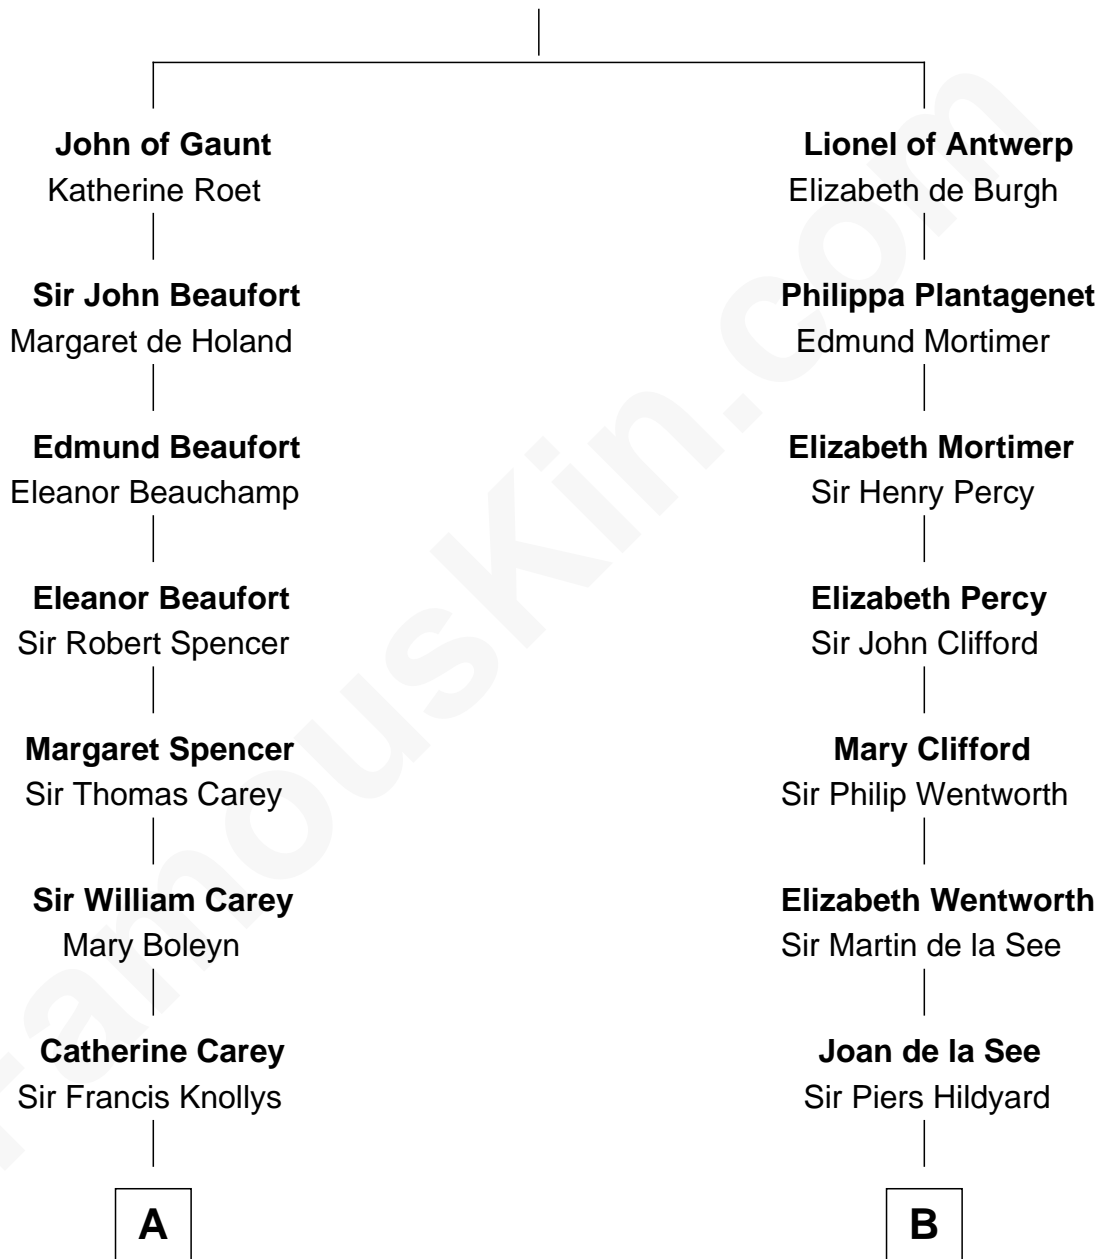 John of Gaunt
Katherine Roet
Sir John Beaufort
Margaret de Holand
Edmund Beaufort
Eleanor Beauchamp
Eleanor Beaufort
Sir Robert Spencer
Margaret Spencer
Sir Thomas Carey
Sir William Carey
Mary Boleyn
Catherine Carey
Sir Francis Knollys
A
Lionel of Antwerp
Elizabeth de Burgh
Philippa Plantagenet
Edmund Mortimer
Elizabeth Mortimer
Sir Henry Percy
Elizabeth Percy
Sir John Clifford
Mary Clifford
Sir Philip Wentworth
Elizabeth Wentworth
Sir Martin de la See
Joan de la See
Sir Piers Hildyard
B
FamousKin.com